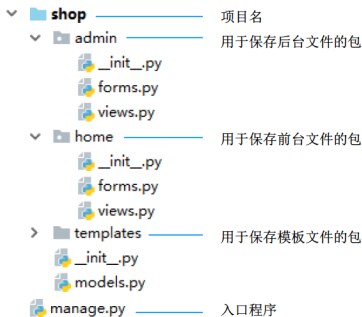 shop 项目名
admin 用于保存后台文件的包
__init__.py
forms.py
views.py
home 用于保存前台文件的包
__init__.py
forms.py
views.py
templates 用于保存模板文件的包
__init__.py
models.py
manage.py 入口程序